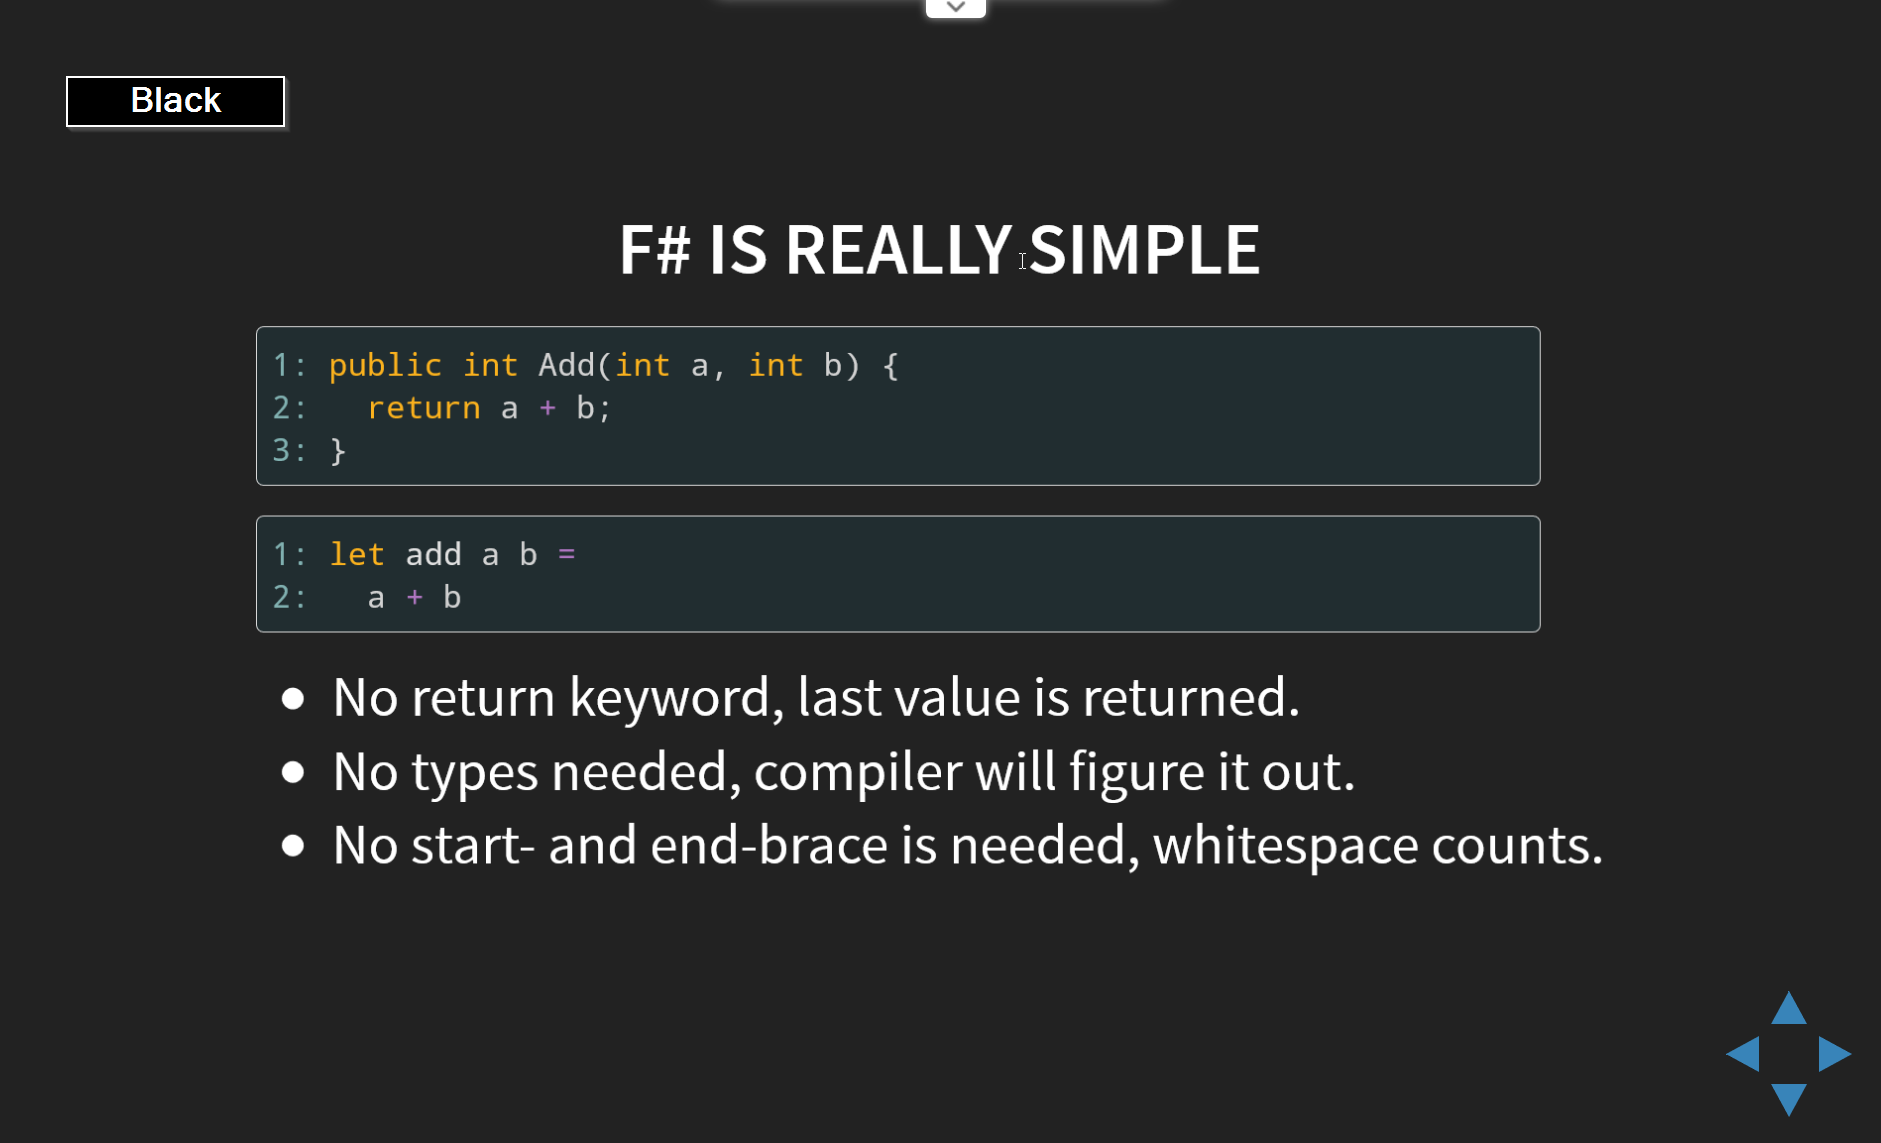 Black
F# IS REALLY SIMPLE
1: public int Add(int a, int b) {
2:   return a + b;
3: }
1: let add a b =
2:   a + b
● No return keyword, last value is returned.
● No types needed, compiler will figure it out.
● No start- and end-brace is needed, whitespace counts.